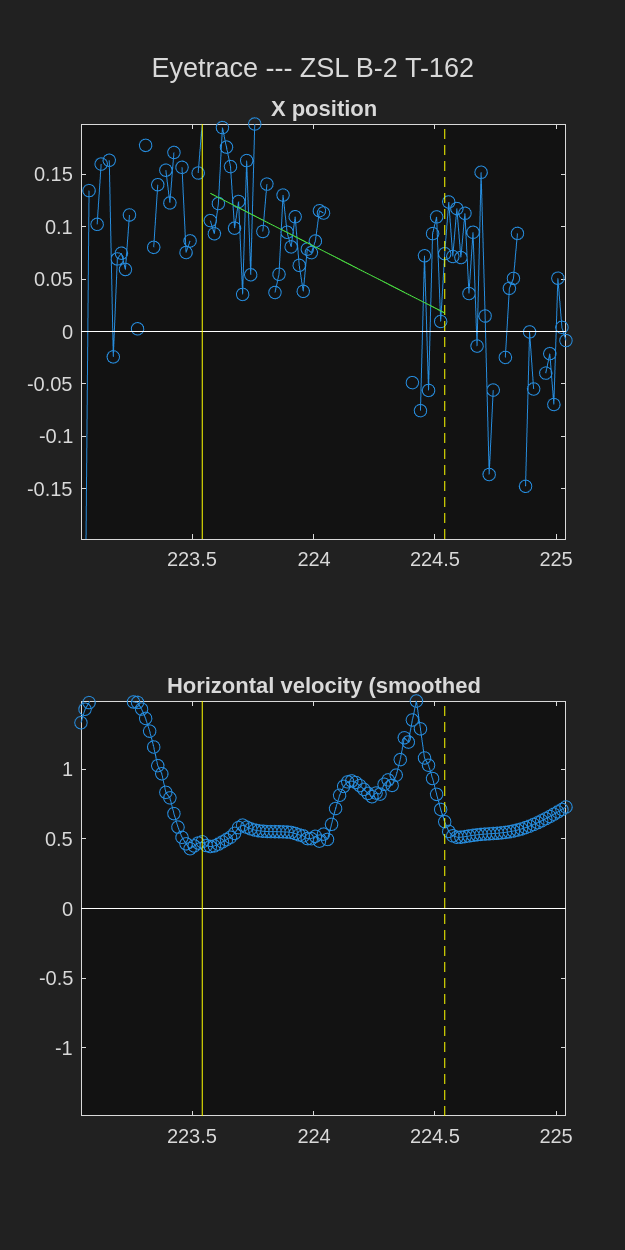 Eyetrace --- ZSL B-2 T-162
X position
0.15
0.1
0.05
0
-0.05
-0.1
-0.15
223.5 224 224.5 225
Horizontal velocity (smoothed
1
0.5
0
-0.5
-1
223.5 224 224.5 225